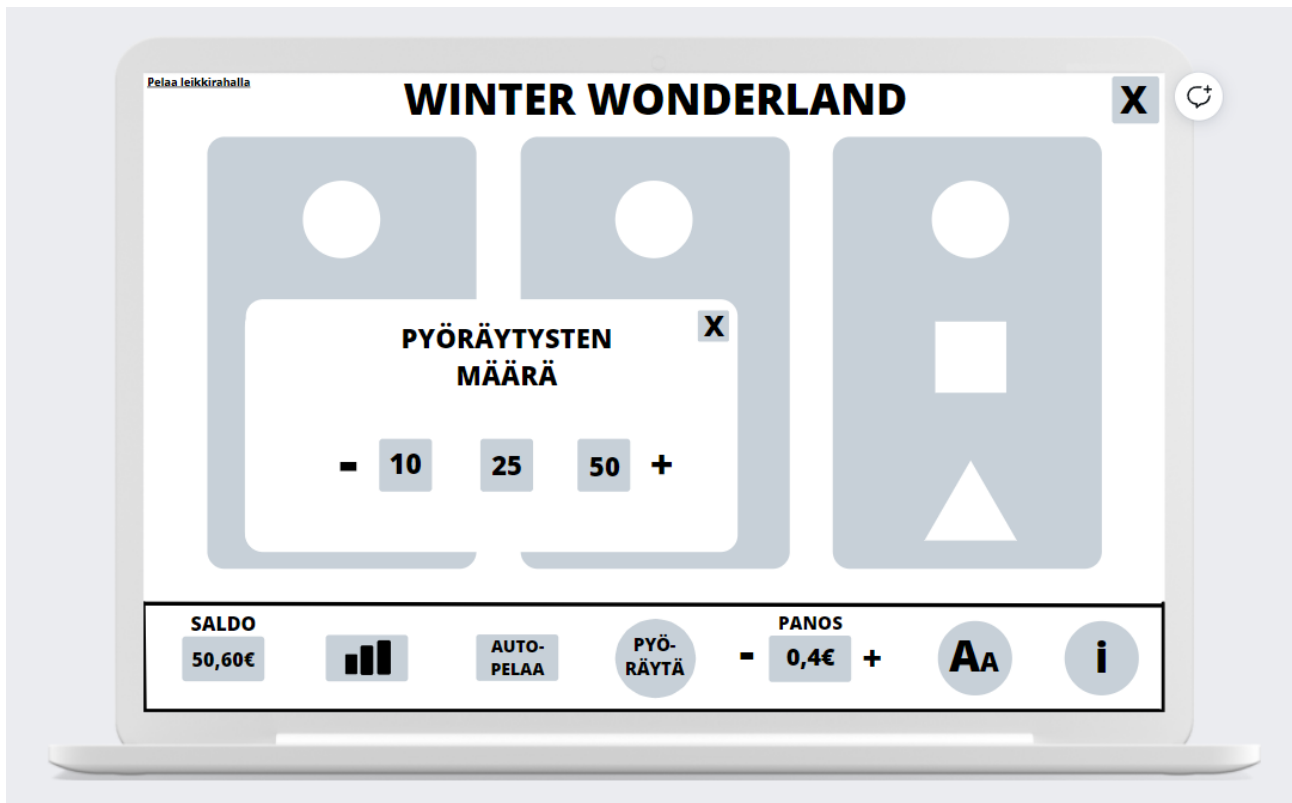 Pelaa leikkirahalla
WINTER WONDERLAND
X
PYÖRÄYTYSTEN
MÄÄRÄ
X
- 10 25 50 +
SALDO
50,60€
AUTO-
PELAA
PYÖ-
RÄYTÄ
PANOS
- 0,4€ +
AA
i